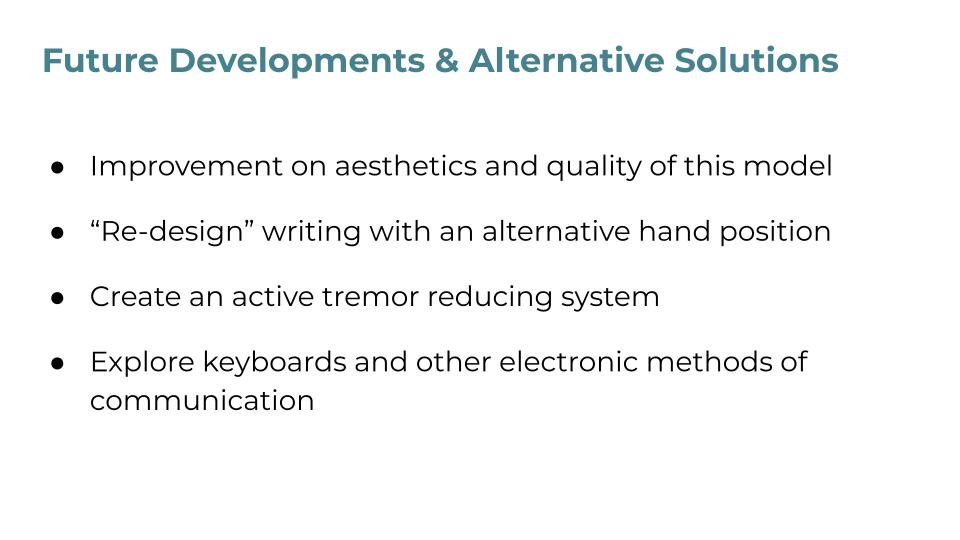 Future Developments & Alternative Solutions
● Improvement on aesthetics and quality of this model
● “Re-design” writing with an alternative hand position
● Create an active tremor reducing system
● Explore keyboards and other electronic methods of
communication